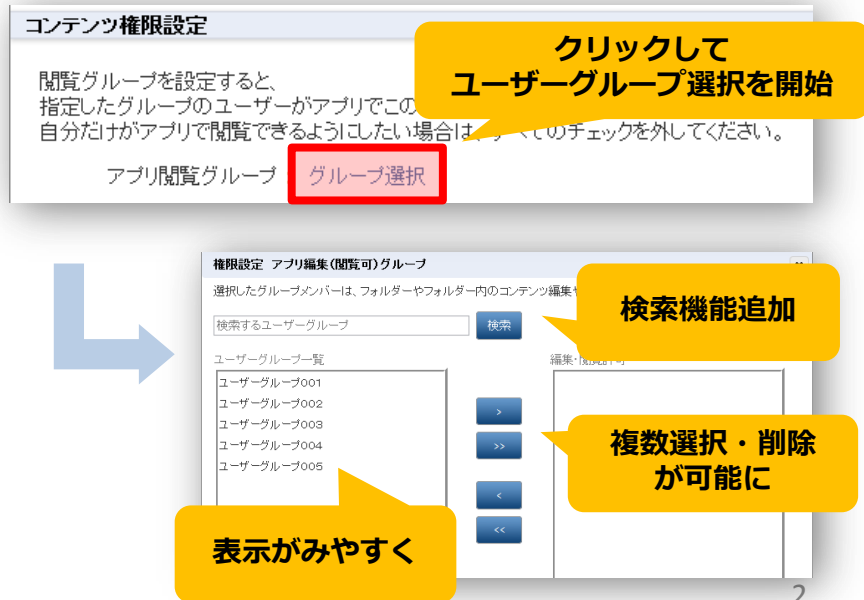 コンテンツ権限設定
クリックして
ユーザーグループ選択を開始
閲覧グループを設定すると、
指定したグループのユーザーがアプリでこの
自分だけがアプリで閲覧できるようにしたい場合は、すべてのチェックを外してください。
アプリ閲覧グループ : グループ選択
権限設定 アプリ編集(閲覧可)グループ
選択したグループメンバーは、フォルダーやフォルダー内のコンテンツ編集
検索機能追加
検索するユーザーグループ
検索
ユーザーグループ一覧
編集・閲覧許可
ユーザーグループ001
ユーザーグループ002
ユーザーグループ003
ユーザーグループ004
ユーザーグループ005
>
>>
<
<<
複数選択・削除
が可能に
表示がみやすく
2